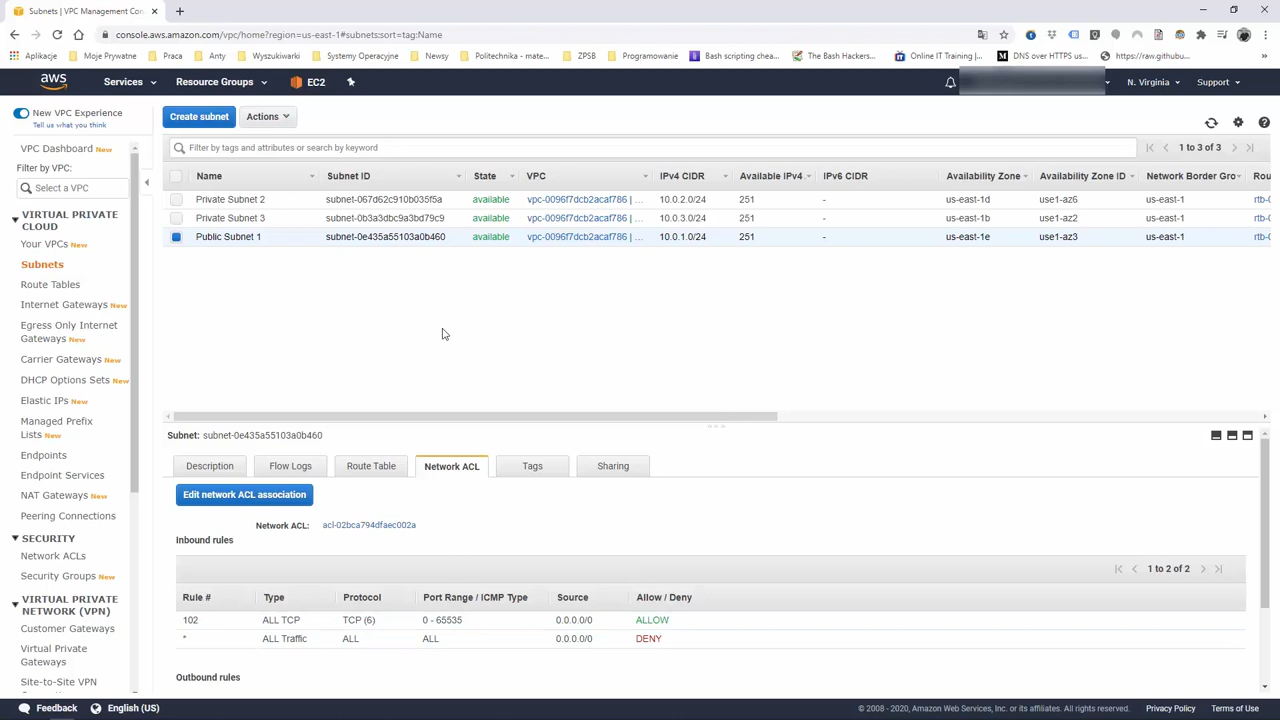 Subnets | VPC Management Con
console.aws.amazon.com/vpc/home?region=us-east-1#subnets:sort=tag:Name
Aplikacje Moje Prywatne Praca Anty Wyszukiwarki Systemy Operacyjne Newsy Politechnika - mate... ZPSB Programowanie Bash scripting chea... The Bash Hackers... Online IT Training |... DNS over HTTPS us... https://raw.githubu...
aws Services Resource Groups EC2 N. Virginia Support
New VPC Experience
Tell us what you think
VPC Dashboard New
Filter by VPC:
Select a VPC
VIRTUAL PRIVATE
CLOUD
Your VPCs New
Subnets
Route Tables
Internet Gateways New
Egress Only Internet
Gateways New
Carrier Gateways New
DHCP Options Sets New
Elastic IPs New
Managed Prefix
Lists New
Endpoints
Endpoint Services
NAT Gateways New
Peering Connections
SECURITY
Network ACLs
Security Groups New
VIRTUAL PRIVATE
NETWORK (VPN)
Customer Gateways
Virtual Private
Gateways
Site-to-Site VPN
Create subnet Actions
Filter by tags and attributes or search by keyword
1 to 3 of 3
Name Subnet ID State VPC IPv4 CIDR Available IPv4 IPv6 CIDR Availability Zone Availability Zone ID Network Border Gro Rou
Private Subnet 2 subnet-067d62c910b035f5a available vpc-0096f7dcb2acaf786 | ... 10.0.2.0/24 251 - us-east-1d use1-az6 us-east-1 rtb-0
Private Subnet 3 subnet-0b3a3dbc9a3bd79c9 available vpc-0096f7dcb2acaf786 | ... 10.0.3.0/24 251 - us-east-1b use1-az2 us-east-1 rtb-0
Public Subnet 1 subnet-0e435a55103a0b460 available vpc-0096f7dcb2acaf786 | ... 10.0.1.0/24 251 - us-east-1e use1-az3 us-east-1 rtb-0
Subnet: subnet-0e435a55103a0b460
Description Flow Logs Route Table Network ACL Tags Sharing
Edit network ACL association
Network ACL: acl-02bca794dfaec002a
Inbound rules
1 to 2 of 2
Rule # Type Protocol Port Range / ICMP Type Source Allow / Deny
102 ALL TCP TCP (6) 0 - 65535 0.0.0.0/0 ALLOW
* ALL Traffic ALL ALL 0.0.0.0/0 DENY
Outbound rules
Feedback English (US) © 2008 - 2020, Amazon Web Services, Inc. or its affiliates. All rights reserved. Privacy Policy Terms of Use